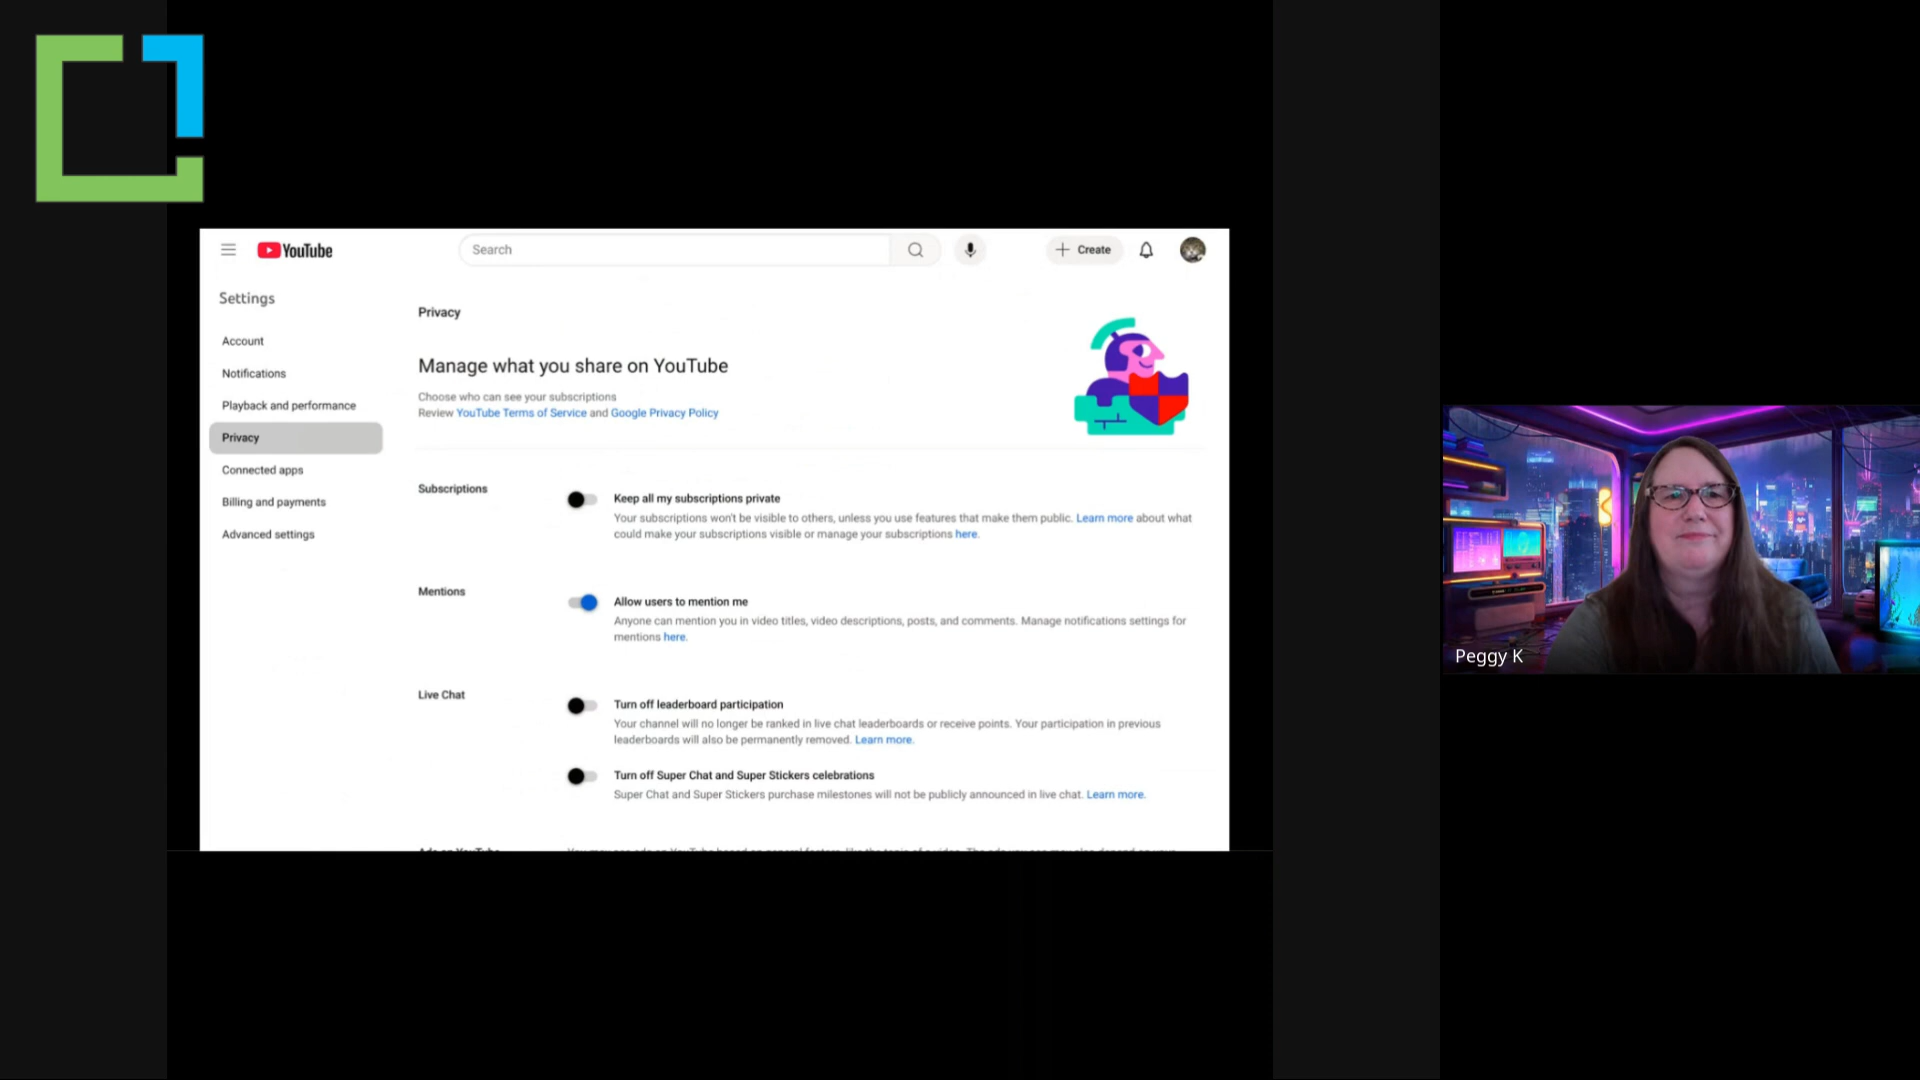 YouTube
Search
Create
Settings
Account
Notifications
Playback and performance
Privacy
Connected apps
Billing and payments
Advanced settings
Privacy
Manage what you share on YouTube
Choose who can see your subscriptions
Review YouTube Terms of Service and Google Privacy Policy
Subscriptions
Keep all my subscriptions private
Your subscriptions won't be visible to others, unless you use features that make them public. Learn more about what
could make your subscriptions visible or manage your subscriptions here.
Mentions
Allow users to mention me
Anyone can mention you in video titles, video descriptions, posts, and comments. Manage notifications settings for
mentions here.
Live Chat
Turn off leaderboard participation
Your channel will no longer be ranked in live chat leaderboards or receive points. Your participation in previous
leaderboards will also be permanently removed. Learn more.
Turn off Super Chat and Super Stickers celebrations
Super Chat and Super Stickers purchase milestones will not be publicly announced in live chat. Learn more.
Ads on YouTube
Peggy K